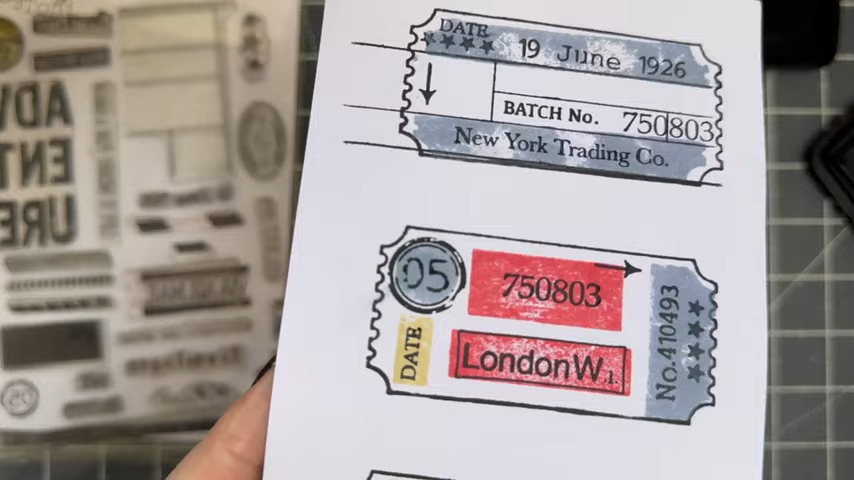 DATE
19 June 1926
BATCH No. 750803
New York Trading Co.
05
750803
DATE
London W.1.
No.410493
ADV
ENT
URE